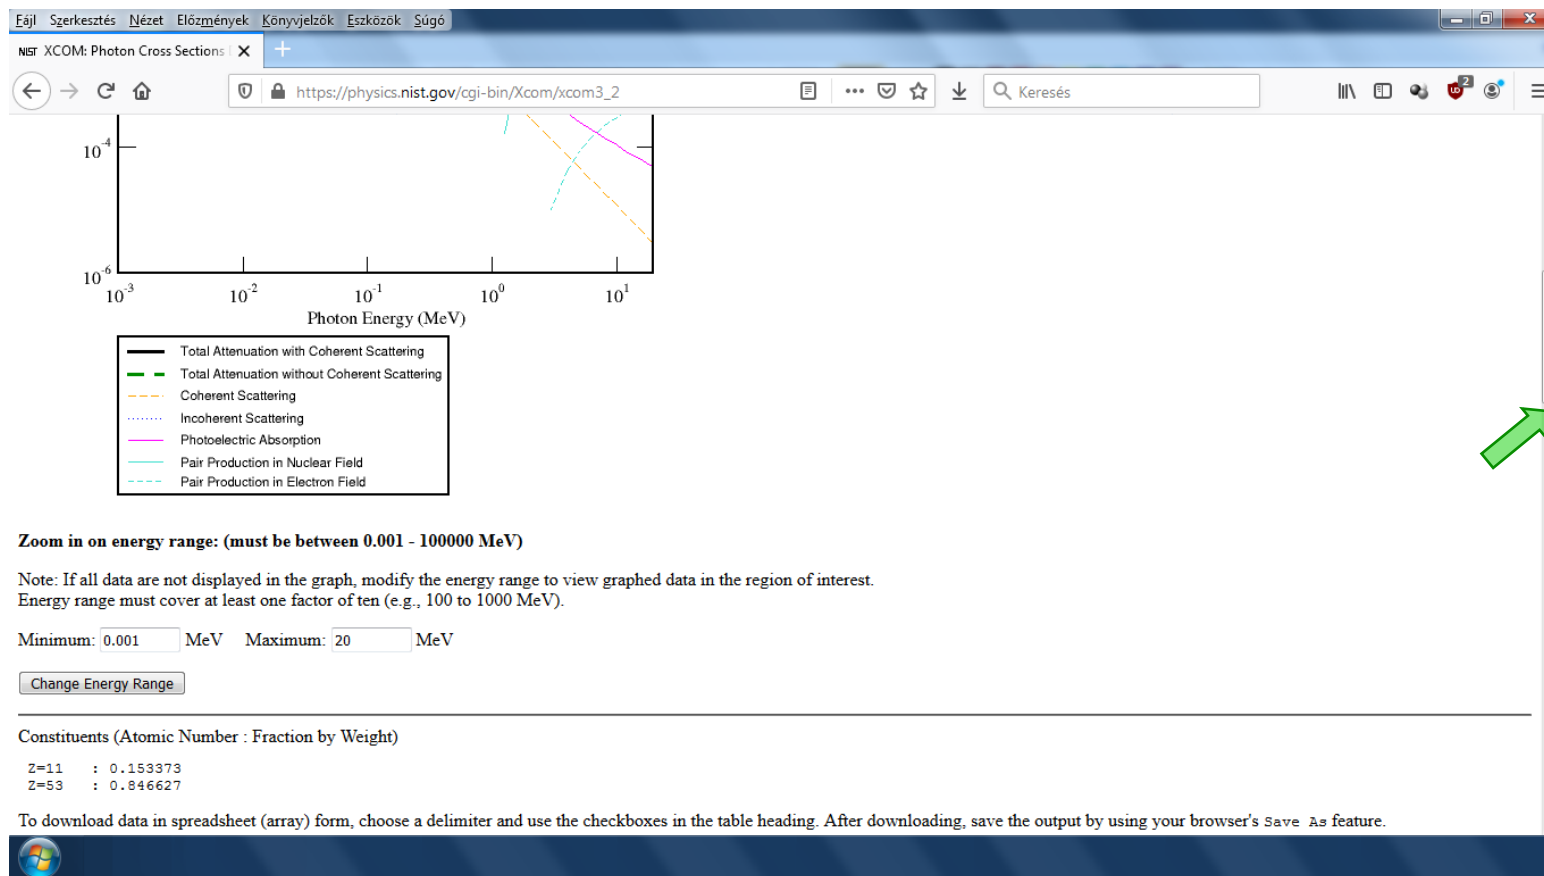 Fájl Szerkesztés Nézet Előzmények Könyvjelzők Eszközök Súgó
NIST XCOM: Photon Cross Sections
https://physics.nist.gov/cgi-bin/Xcom/xcom3_2 Keresés 2
10-4
10-6
10-3 10-2 10-1 100 101
Photon Energy (MeV)
Total Attenuation with Coherent Scattering
Total Attenuation without Coherent Scattering
Coherent Scattering
Incoherent Scattering
Photoelectric Absorption
Pair Production in Nuclear Field
Pair Production in Electron Field
Zoom in on energy range: (must be between 0.001 - 100000 MeV)
Note: If all data are not displayed in the graph, modify the energy range to view graphed data in the region of interest.
Energy range must cover at least one factor of ten (e.g., 100 to 1000 MeV).
Minimum: 0.001 MeV Maximum: 20 MeV
Change Energy Range
Constituents (Atomic Number : Fraction by Weight)
Z=11 : 0.153373
Z=53 : 0.846627
To download data in spreadsheet (array) form, choose a delimiter and use the checkboxes in the table heading. After downloading, save the output by using your browser's Save As feature.